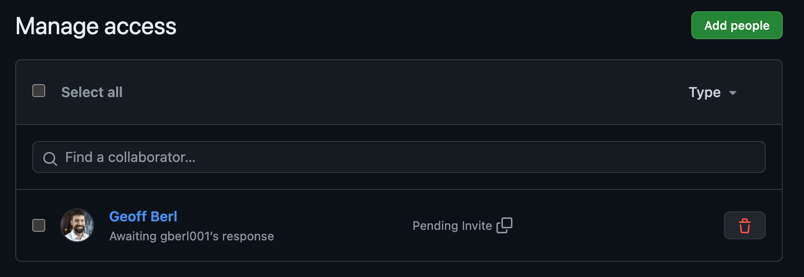 Manage access
Add people
Select all
Type
Find a collaborator...
Geoff Berl
Awaiting gberl001's response
Pending Invite